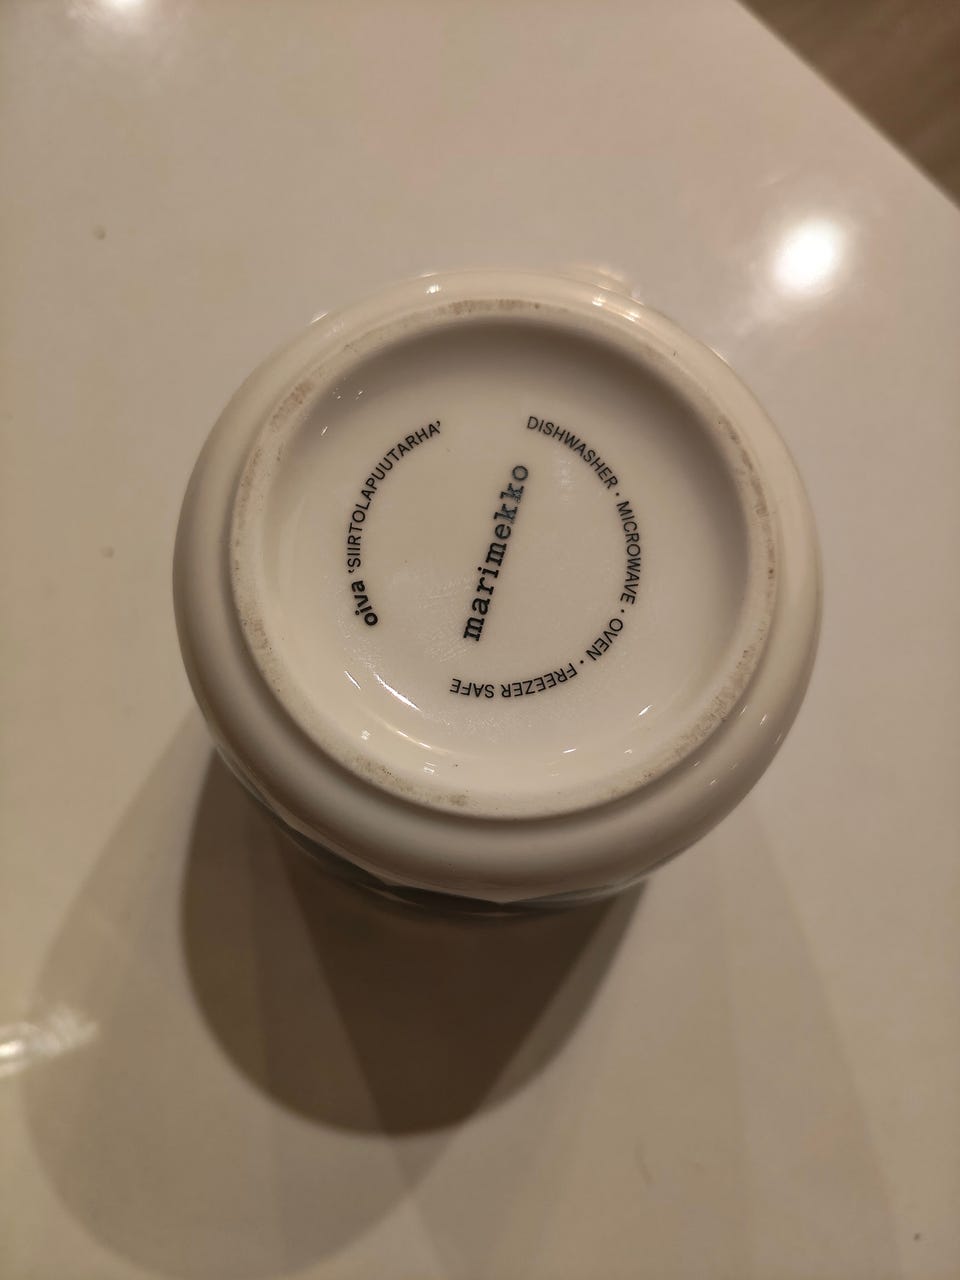 oiva 'SIIRTOLAPUUTARHA'
marimekko
DISHWASHER · MICROWAVE · OVEN · FREEZER SAFE